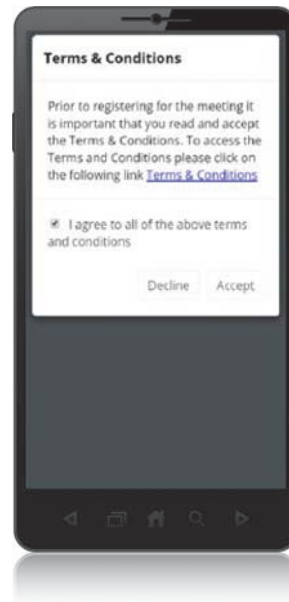 Terms & Conditions
Prior to registering for the meeting it
is important that you read and accept
the Terms & Conditions. To access the
Terms and Conditions please click on
the following link Terms & Conditions
I agree to all of the above terms
and conditions
Decline Accept